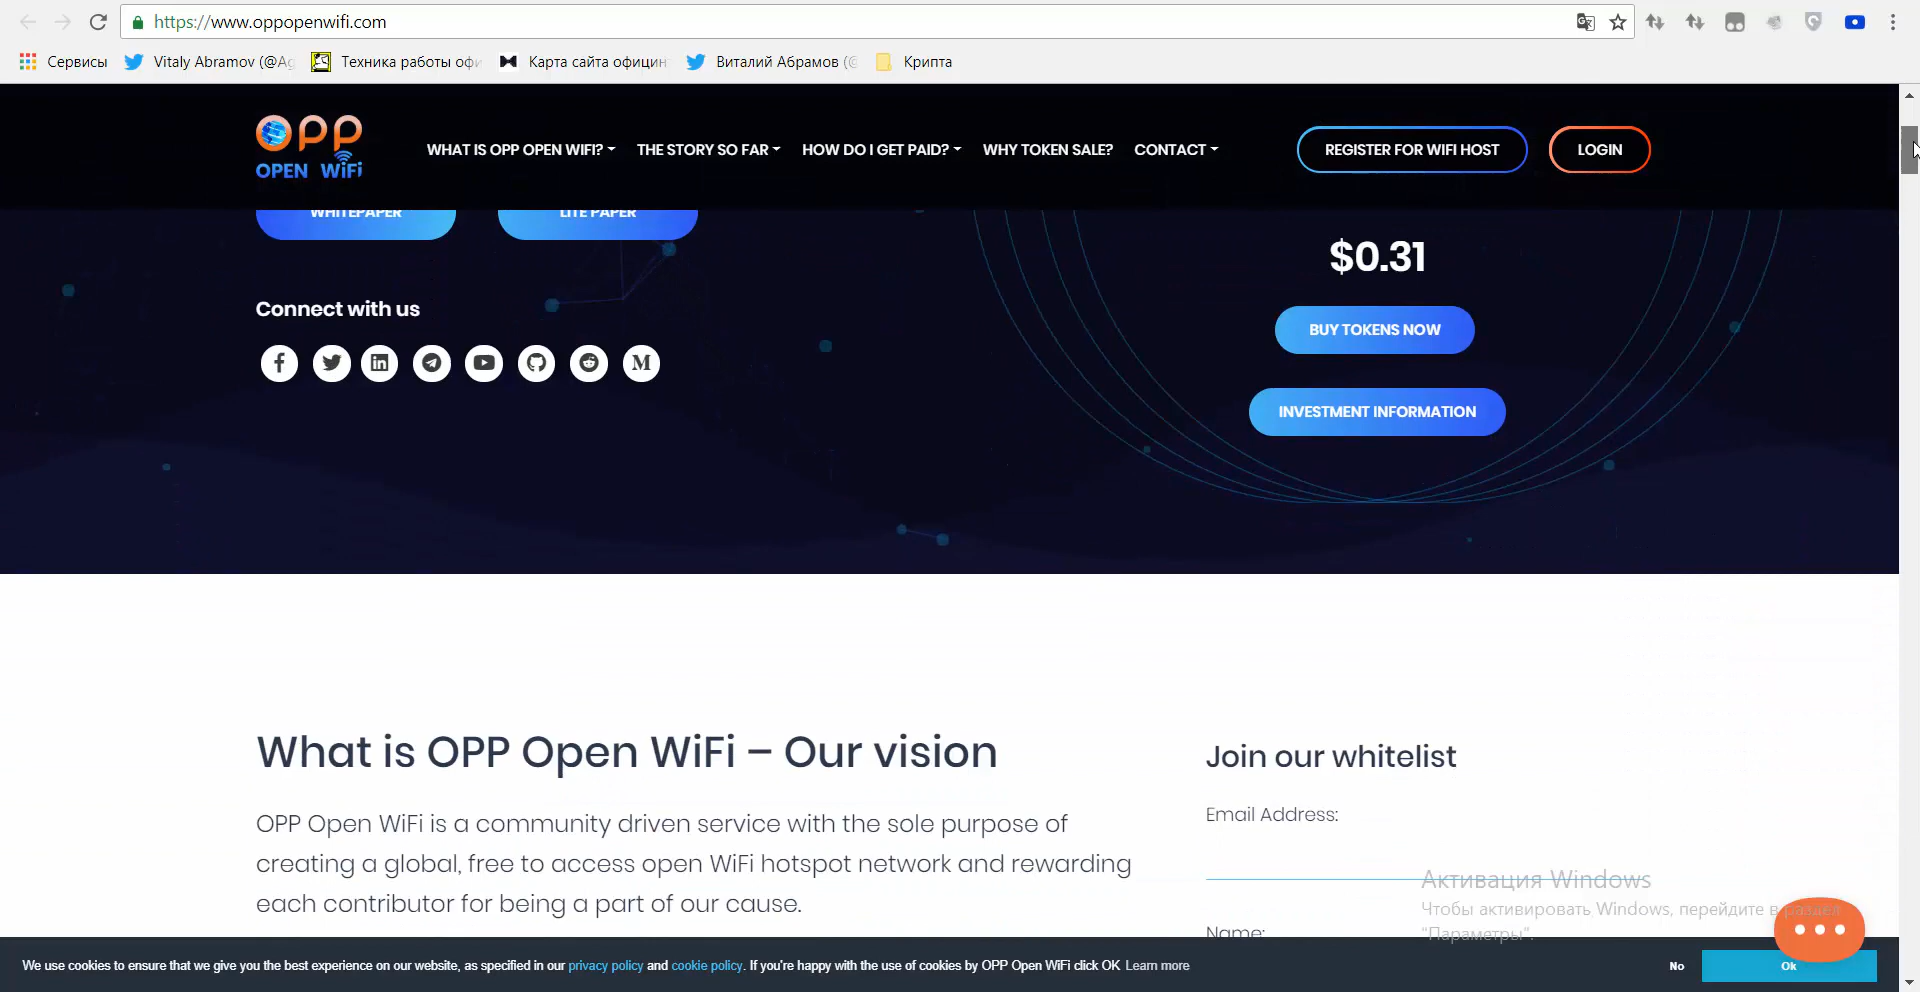 https://www.oppopenwifi.com
Сервисы
Vitaly Abramov (@Ag
Техника работы офи
Карта сайта официн
Виталий Абрамов (@
Крипта
OPP
OPEN WiFi
WHAT IS OPP OPEN WIFI?
THE STORY SO FAR
HOW DO I GET PAID?
WHY TOKEN SALE?
CONTACT
REGISTER FOR WIFI HOST
LOGIN
WHITEPAPER
LITE PAPER
$0.31
BUY TOKENS NOW
INVESTMENT INFORMATION
Connect with us
What is OPP Open WiFi – Our vision
OPP Open WiFi is a community driven service with the sole purpose of
creating a global, free to access open WiFi hotspot network and rewarding
each contributor for being a part of our cause.
Join our whitelist
Email Address:
Name:
Активация Windows
Чтобы активировать Windows, перейдите в раздел
"Параметры".
We use cookies to ensure that we give you the best experience on our website, as specified in our privacy policy and cookie policy. If you're happy with the use of cookies by OPP Open WiFi click OK Learn more
No
Ok